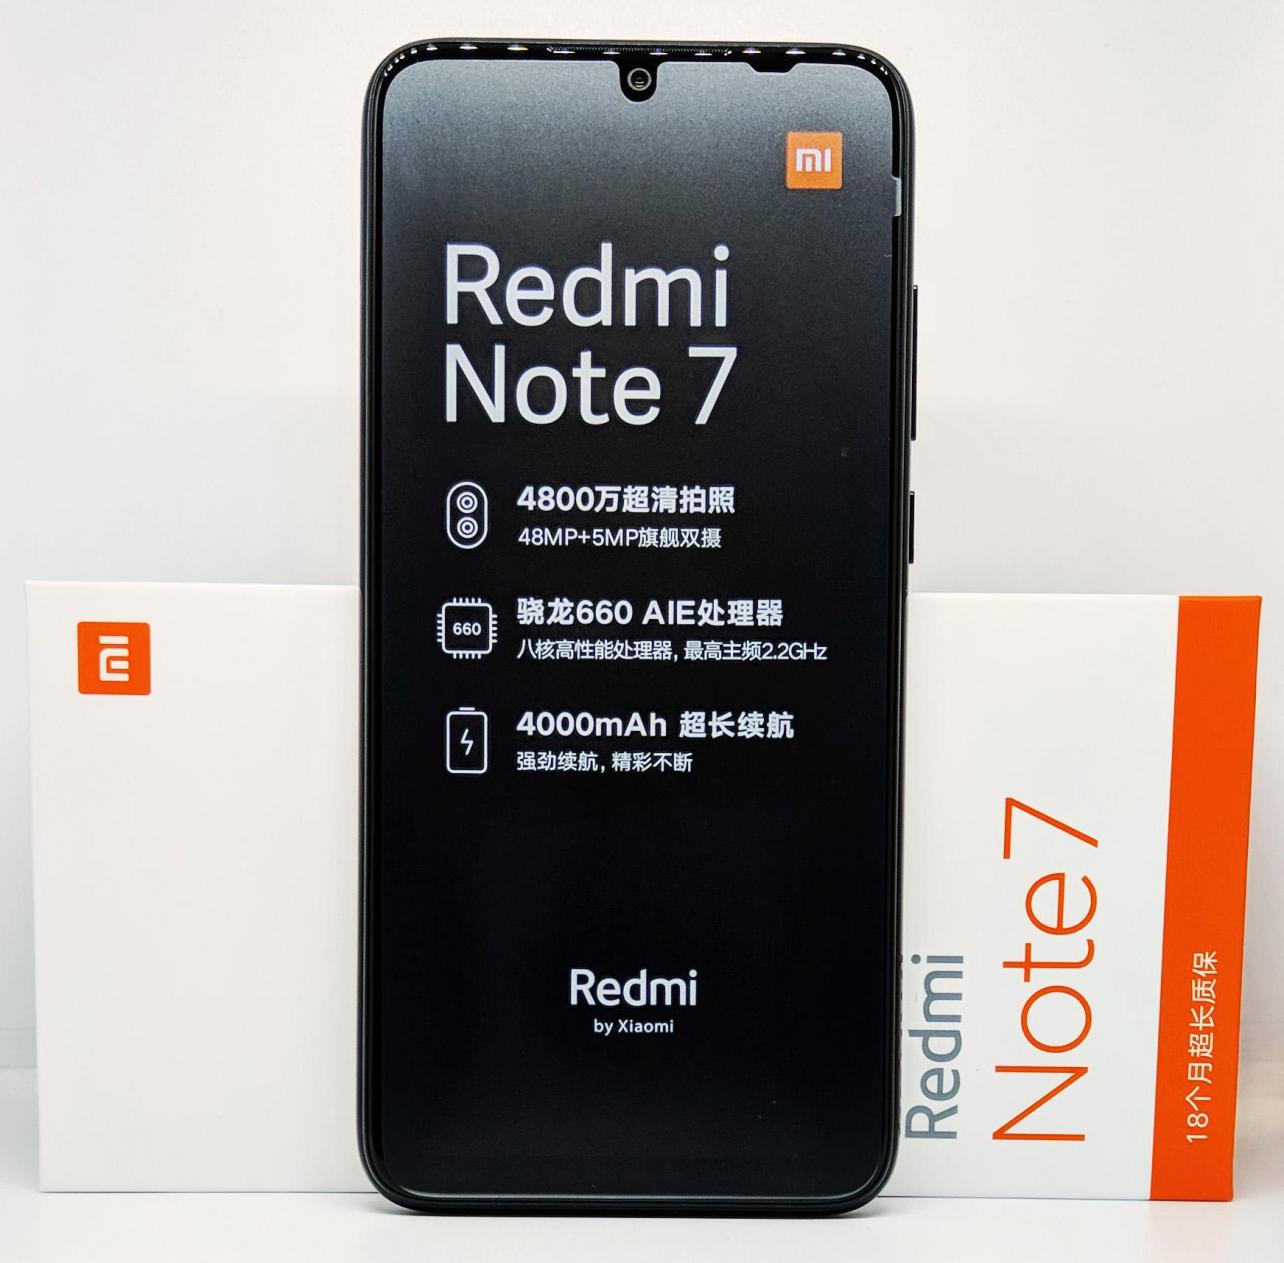 mi
Redmi
Note 7
4800万超清拍照
48MP+5MP旗舰双摄
660
骁龙660 AIE处理器
八核高性能处理器, 最高主频2.2GHz
4000mAh 超长续航
强劲续航, 精彩不断
Redmi
by Xiaomi
mi
Redmi
Note 7
18个月超长质保